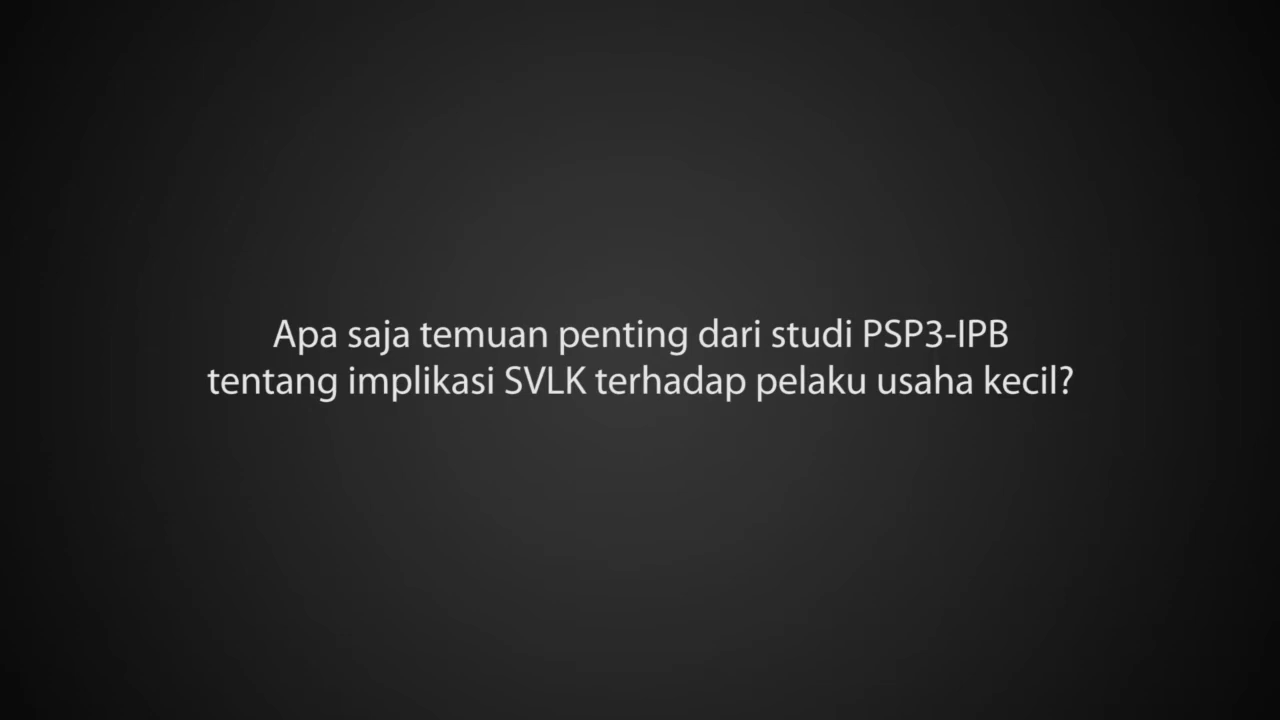 Apa saja temuan penting dari studi PSP3-IPB
tentang implikasi SVLK terhadap pelaku usaha kecil?